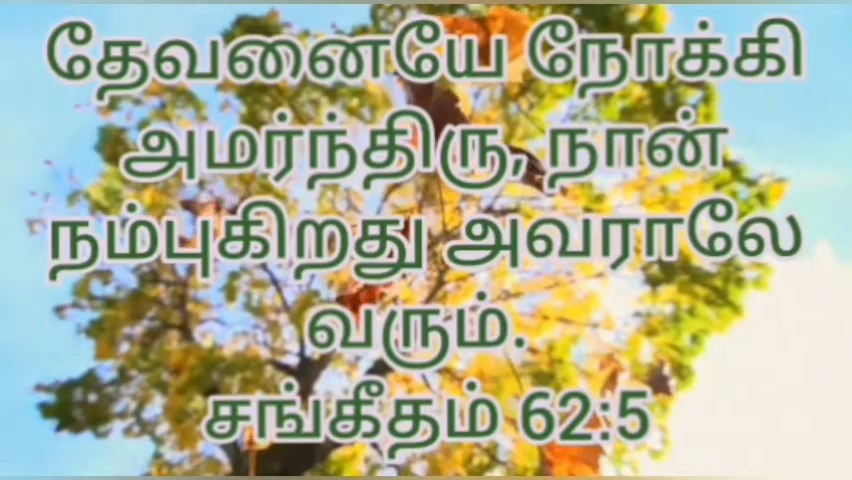 தேவனையே நோக்கி
அமர்ந்திரு, நான்
நம்புகிறது அவராலே
வரும்.
சங்கீதம் 62:5